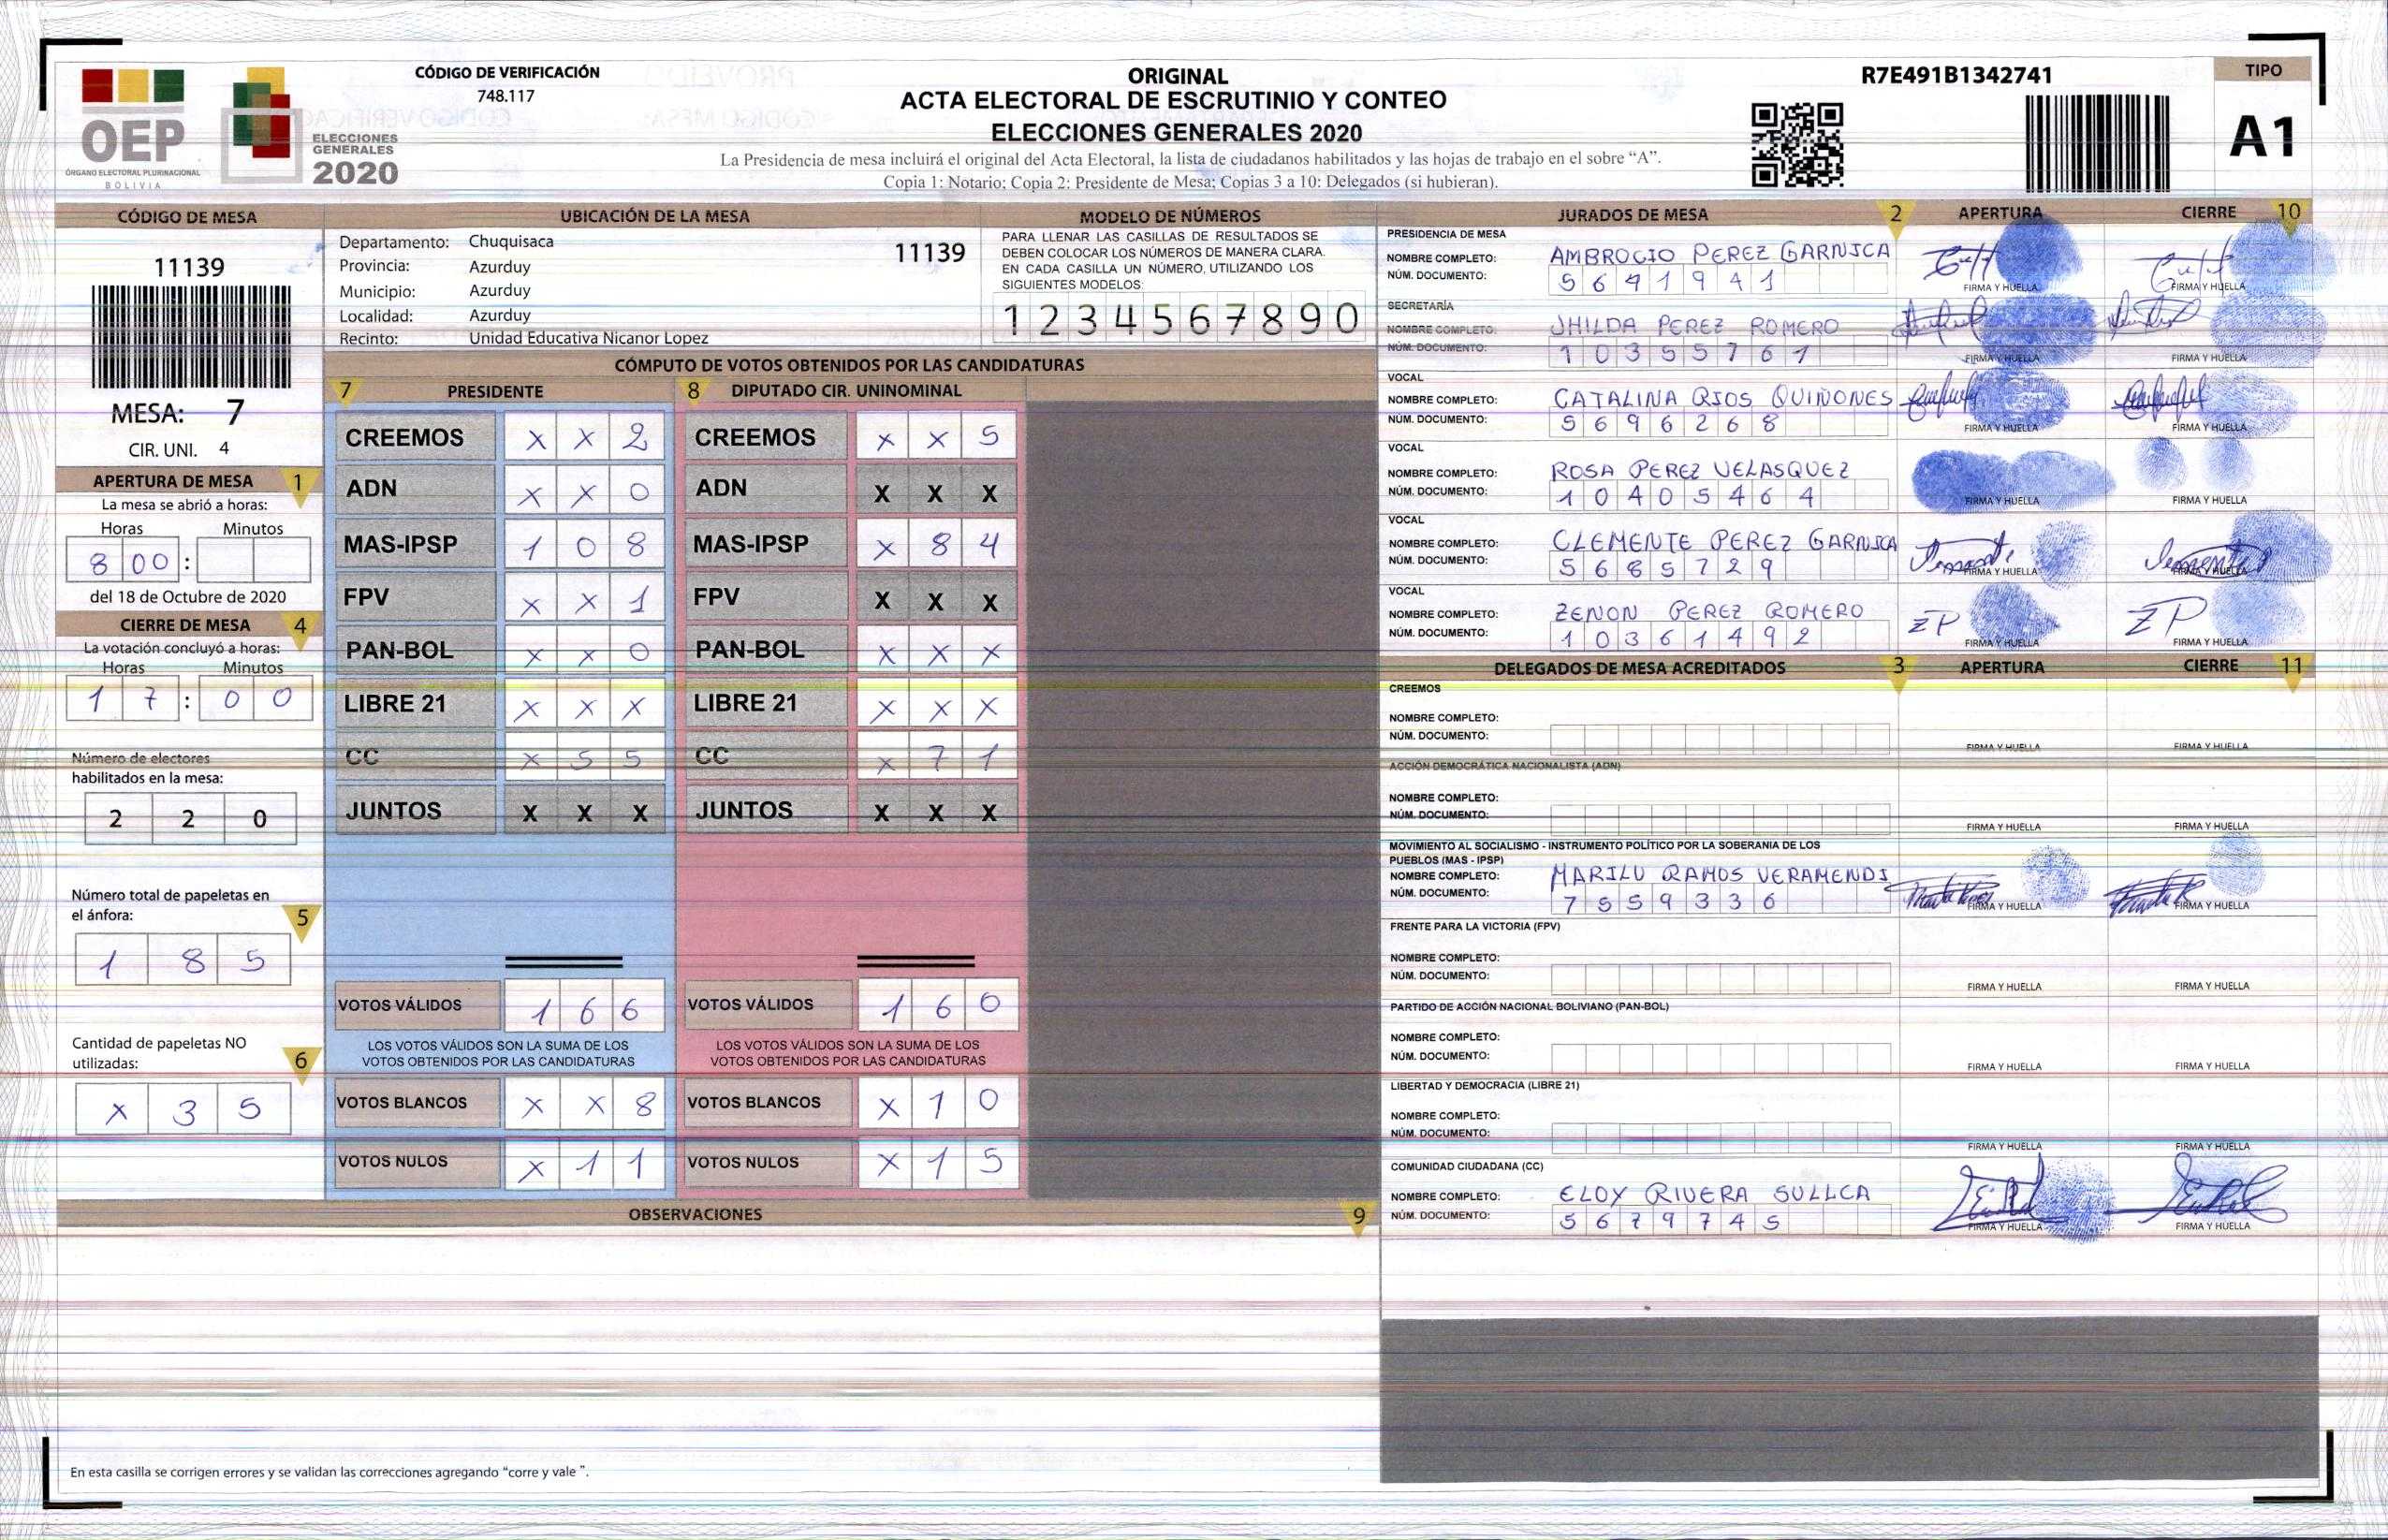 CÓDIGO DE VERIFICACIÓN
748.117
OEP
ÓRGANO ELECTORAL PLURINACIONAL
BOLIVIA
ELECCIONES
GENERALES
2020
ORIGINAL
ACTA ELECTORAL DE ESCRUTINIO Y CONTEO
ELECCIONES GENERALES 2020
La Presidencia de mesa incluirá el original del Acta Electoral, la lista de ciudadanos habilitados y las hojas de trabajo en el sobre “A”.
Copia 1: Notario; Copia 2: Presidente de Mesa; Copias 3 a 10: Delegados (si hubieran).
R7E491B1342741
TIPO
A1
CÓDIGO DE MESA
11139
MESA: 7
CIR. UNI. 4
APERTURA DE MESA 1
La mesa se abrió a horas:
Horas Minutos
8 00 :
del 18 de Octubre de 2020
CIERRE DE MESA 4
La votación concluyó a horas:
Horas Minutos
1 7 : 0 0
Número de electores
habilitados en la mesa:
2 2 0
Número total de papeletas en
el ánfora: 5
1 8 5
Cantidad de papeletas NO
utilizadas: 6
X 3 5
UBICACIÓN DE LA MESA
Departamento: Chuquisaca 11139
Provincia: Azurduy
Municipio: Azurduy
Localidad: Azurduy
Recinto: Unidad Educativa Nicanor Lopez
MODELO DE NÚMEROS
PARA LLENAR LAS CASILLAS DE RESULTADOS SE
DEBEN COLOCAR LOS NÚMEROS DE MANERA CLARA.
EN CADA CASILLA UN NÚMERO, UTILIZANDO LOS
SIGUIENTES MODELOS:
1 2 3 4 5 6 7 8 9 0
CÓMPUTO DE VOTOS OBTENIDOS POR LAS CANDIDATURAS
7 PRESIDENTE 8 DIPUTADO CIR. UNINOMINAL
CREEMOS X X 2 CREEMOS X X 5
ADN X X 0 ADN X X X
MAS-IPSP 1 0 8 MAS-IPSP X 8 4
FPV X X 1 FPV X X X
PAN-BOL X X 0 PAN-BOL X X X
LIBRE 21 X X X LIBRE 21 X X X
CC X 5 5 CC X 7 1
JUNTOS X X X JUNTOS X X X
VOTOS VÁLIDOS 1 6 6 VOTOS VÁLIDOS 1 6 0
LOS VOTOS VÁLIDOS SON LA SUMA DE LOS LOS VOTOS VÁLIDOS SON LA SUMA DE LOS
VOTOS OBTENIDOS POR LAS CANDIDATURAS VOTOS OBTENIDOS POR LAS CANDIDATURAS
VOTOS BLANCOS X X 8 VOTOS BLANCOS X 1 0
VOTOS NULOS X 1 1 VOTOS NULOS X 1 5
OBSERVACIONES 9
En esta casilla se corrigen errores y se validan las correcciones agregando “corre y vale ”.
JURADOS DE MESA 2 APERTURA CIERRE 10
PRESIDENCIA DE MESA
NOMBRE COMPLETO: AMBROCIO PEREZ GARNICA
NÚM. DOCUMENTO: 5 6 9 1 9 4 1
FIRMA Y HUELLA FIRMA Y HUELLA
SECRETARÍA
NOMBRE COMPLETO: JHILDA PEREZ ROMERO
NÚM. DOCUMENTO: 1 0 3 5 5 7 6 1
FIRMA Y HUELLA FIRMA Y HUELLA
VOCAL
NOMBRE COMPLETO: CATALINA RIOS QUIÑONES
NÚM. DOCUMENTO: 5 6 9 6 2 6 8
FIRMA Y HUELLA FIRMA Y HUELLA
VOCAL
NOMBRE COMPLETO: ROSA PEREZ VELASQUEZ
NÚM. DOCUMENTO: 1 0 4 0 5 4 6 4
FIRMA Y HUELLA FIRMA Y HUELLA
VOCAL
NOMBRE COMPLETO: CLEMENTE PEREZ GARNICA
NÚM. DOCUMENTO: 5 6 8 5 7 2 9
FIRMA Y HUELLA FIRMA Y HUELLA
VOCAL
NOMBRE COMPLETO: ZENON PEREZ ROMERO
NÚM. DOCUMENTO: 1 0 3 6 1 4 9 2
ZP ZP
FIRMA Y HUELLA FIRMA Y HUELLA
DELEGADOS DE MESA ACREDITADOS 3 APERTURA CIERRE 11
CREEMOS
NOMBRE COMPLETO:
NÚM. DOCUMENTO:
FIRMA Y HUELLA FIRMA Y HUELLA
ACCIÓN DEMOCRÁTICA NACIONALISTA (ADN)
NOMBRE COMPLETO:
NÚM. DOCUMENTO:
FIRMA Y HUELLA FIRMA Y HUELLA
MOVIMIENTO AL SOCIALISMO - INSTRUMENTO POLÍTICO POR LA SOBERANIA DE LOS
PUEBLOS (MAS - IPSP)
NOMBRE COMPLETO: MARILU RAMOS VERAMENDI
NÚM. DOCUMENTO: 7 5 5 9 3 3 6
FIRMA Y HUELLA FIRMA Y HUELLA
FRENTE PARA LA VICTORIA (FPV)
NOMBRE COMPLETO:
NÚM. DOCUMENTO:
FIRMA Y HUELLA FIRMA Y HUELLA
PARTIDO DE ACCIÓN NACIONAL BOLIVIANO (PAN-BOL)
NOMBRE COMPLETO:
NÚM. DOCUMENTO:
FIRMA Y HUELLA FIRMA Y HUELLA
LIBERTAD Y DEMOCRACIA (LIBRE 21)
NOMBRE COMPLETO:
NÚM. DOCUMENTO:
FIRMA Y HUELLA FIRMA Y HUELLA
COMUNIDAD CIUDADANA (CC)
NOMBRE COMPLETO: ELOY RIVERA SULLCA
NÚM. DOCUMENTO: 5 6 7 9 7 4 5
FIRMA Y HUELLA FIRMA Y HUELLA